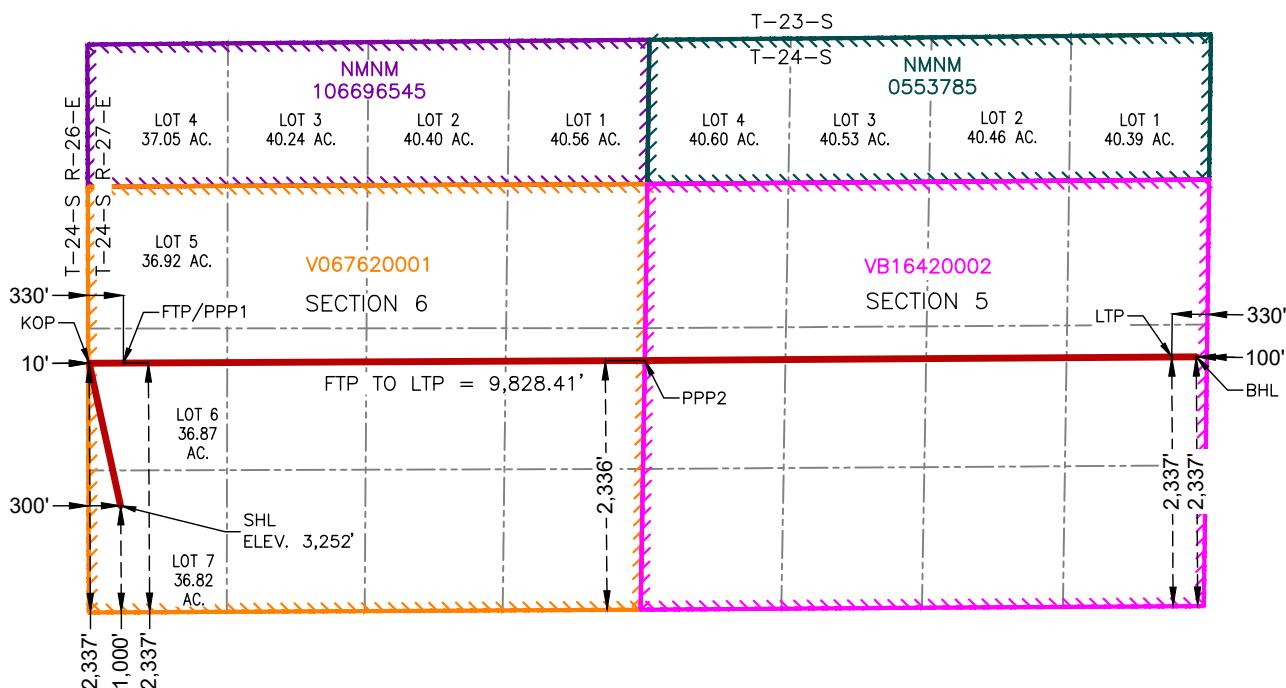 T-23-S
T-24-S
NMNM
106696545
NMNM
0553785
T-24-S R-26-E
T-24-S R-27-E
LOT 4
37.05 AC.
LOT 3
40.24 AC.
LOT 2
40.40 AC.
LOT 1
40.56 AC.
LOT 4
40.60 AC.
LOT 3
40.53 AC.
LOT 2
40.46 AC.
LOT 1
40.39 AC.
LOT 5
36.92 AC.
V067620001
SECTION 6
VB16420002
SECTION 5
330'
FTP/PPP1
KOP
10'
LTP
330'
100'
BHL
FTP TO LTP = 9,828.41'
PPP2
LOT 6
36.87
AC.
2,336'
2,337'
2,337'
300'
SHL
ELEV. 3,252'
LOT 7
36.82
AC.
2,337'
1,000'
2,337'